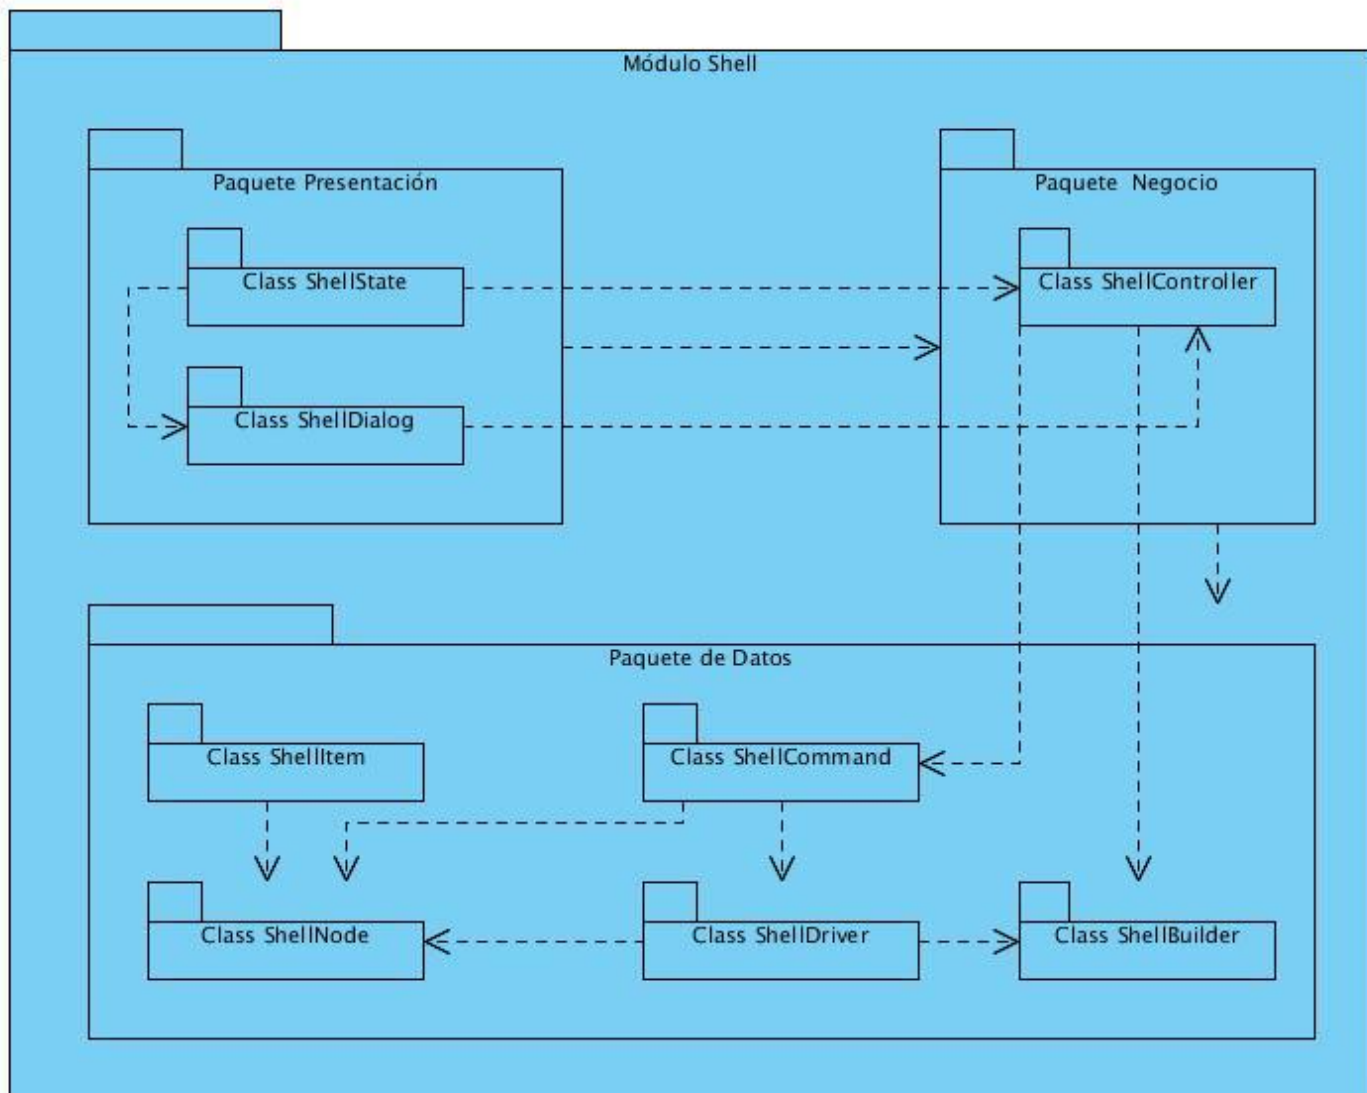 Módulo Shell
Paquete Presentación
Paquete Negocio
Class ShellState
Class ShellController
Class ShellDialog
Paquete de Datos
Class ShellItem
Class ShellCommand
Class ShellNode
Class ShellDriver
Class ShellBuilder